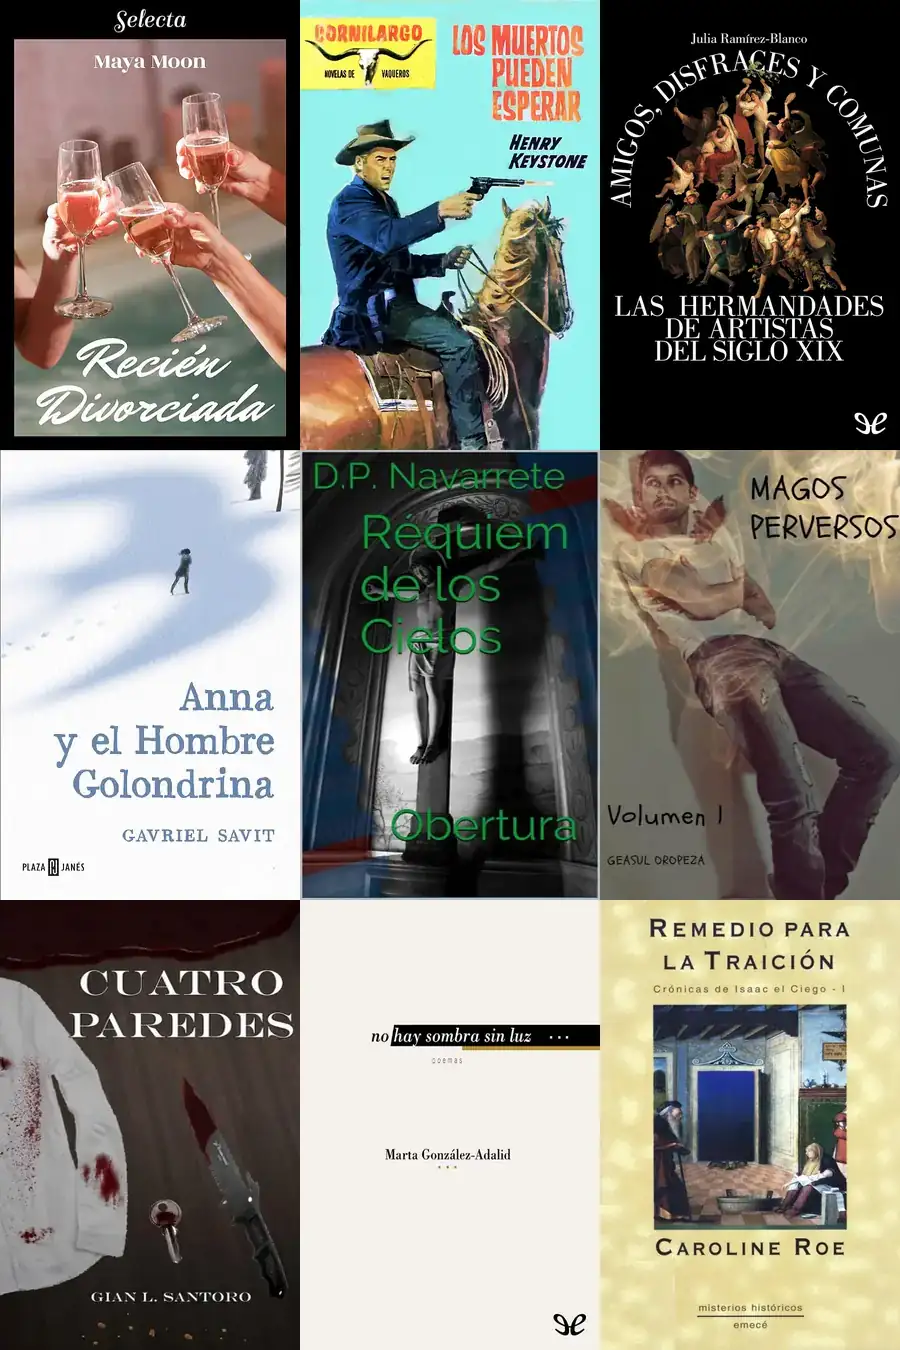 Selecta
Maya Moon
Recién
Divorciada
CORNILARGO
NOVELAS DE VAQUEROS
LOS MUERTOS
PUEDEN
ESPERAR
HENRY
KEYSTONE
Julia Ramírez-Blanco
AMIGOS, DISFRACES Y COMUNAS
LAS HERMANDADES
DE ARTISTAS
DEL SIGLO XIX
Anna
y el Hombre
Golondrina
GAVRIEL SAVIT
PLAZA JANÉS
D.P. Navarrete
Réquiem
de los
Cielos
Obertura
MAGOS
PERVERSOS
Volumen I
GEASUL OROPEZA
CUATRO
PAREDES
GIAN L. SANTORO
no hay sombra sin luz ...
poemas
Marta González-Adalid
REMEDIO PARA
LA TRAICIÓN
Crónicas de Isaac el Ciego - I
CAROLINE ROE
misterios históricos
emecé